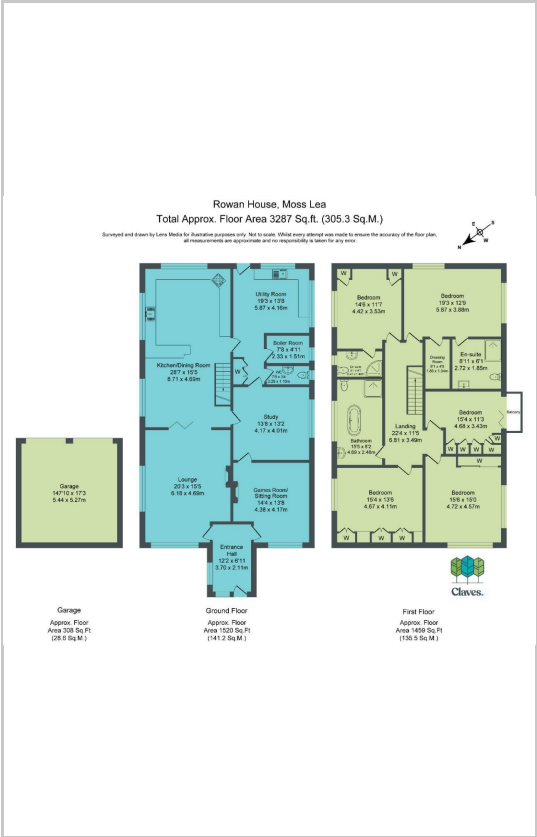 Rowan House, Moss Lea
Total Approx. Floor Area 3287 Sq.ft. (305.3 Sq.M.)
Surveyed and drawn by Lens Media for illustrative purposes only. Not to scale. Whilst every attempt was made to ensure the accuracy of the floor plan,
all measurements are approximate and no responsibility is taken for any error.
N
E
S
W
Garage
147'10 x 17'3
5.44 x 5.27m
Utility Room
19'3 x 13'8
5.87 x 4.16m
Boiler Room
7'8 x 4'11
2.33 x 1.51m
W
WC
Kitchen/Dining Room
28'7 x 15'5
8.71 x 4.69m
Study
13'8 x 13'2
4.17 x 4.01m
Lounge
20'3 x 15'5
6.18 x 4.69m
Games Room/
Sitting Room
14'4 x 13'8
4.38 x 4.17m
Entrance
Hall
12'2 x 6'11
3.70 x 2.11m
W
W
Bedroom
14'6 x 11'7
4.42 x 3.53m
Bedroom
19'3 x 12'9
5.87 x 3.88m
Dressing
Room
En-suite
8'11 x 6'1
2.72 x 1.85m
Bedroom
15'4 x 11'3
4.68 x 3.43m
Balcony
W
W
W
W
W
Landing
22'4 x 11'5
6.81 x 3.49m
Bathroom
15'5 x 8'2
4.69 x 2.48m
Bedroom
15'4 x 13'6
4.67 x 4.11m
W
W
W
W
Bedroom
15'6 x 15'0
4.72 x 4.57m
Claves.
Garage
Approx. Floor
Area 308 Sq.Ft
(28.6 Sq.M.)
Ground Floor
Approx. Floor
Area 1520 Sq.Ft
(141.2 Sq.M.)
First Floor
Approx. Floor
Area 1459 Sq.Ft
(135.5 Sq.M.)